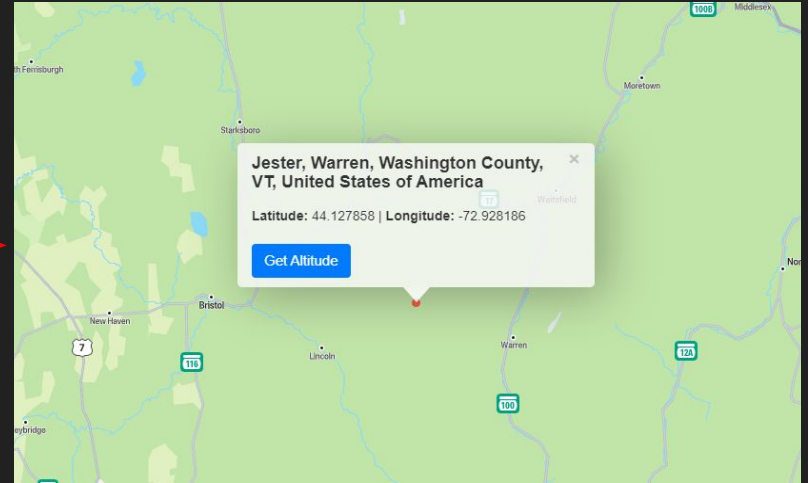 100B
Middlesex
th Ferrisburgh
Moretown
Starksboro
Jester, Warren, Washington County,
VT, United States of America
×
17
Waitsfield
Latitude: 44.127858 | Longitude: -72.928186
Get Altitude
Nor
Bristol
New Haven
7
116
Lincoln
Warren
12A
100
eybridge